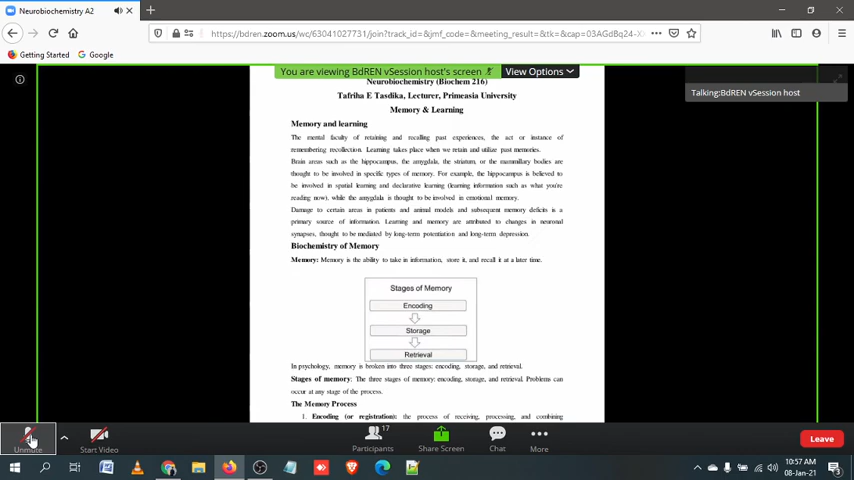 Neurobiochemistry A2
https://bdren.zoom.us/wc/63041027731/join?track_id=&jmf_code=&meeting_result=&tk=&cap=03AGdBq24-X
Getting Started
Google
You are viewing BdREN vSession host's screen
View Options
Talking:BdREN vSession host
Neurobiochemistry (Biochem 216)
Tafriha E Tasdika, Lecturer, Primeasia University
Memory & Learning
Memory and learning
The mental faculty of retaining and recalling past experiences, the act or instance of
remembering recollection. Learning takes place when we retain and utilize past memories.
Brain areas such as the hippocampus, the amygdala, the striatum, or the mammillary bodies are
thought to be involved in specific types of memory. For example, the hippocampus is believed to
be involved in spatial learning and declarative learning (learning information such as what you're
reading now), while the amygdala is thought to be involved in emotional memory.
Damage to certain areas in patients and animal models and subsequent memory deficits is a
primary source of information. Learning and memory are attributed to changes in neuronal
synapses, thought to be mediated by long-term potentiation and long-term depression.
Biochemistry of Memory
Memory: Memory is the ability to take in information, store it, and recall it at a later time.
Stages of Memory
Encoding
Storage
Retrieval
In psychology, memory is broken into three stages: encoding, storage, and retrieval.
Stages of memory: The three stages of memory: encoding, storage, and retrieval. Problems can
occur at any stage of the process.
The Memory Process
1. Encoding (or registration): the process of receiving, processing, and combining
Unmute
Start Video
17
Participants
Share Screen
Chat
More
Leave
10:57 AM
08-Jan-21
3